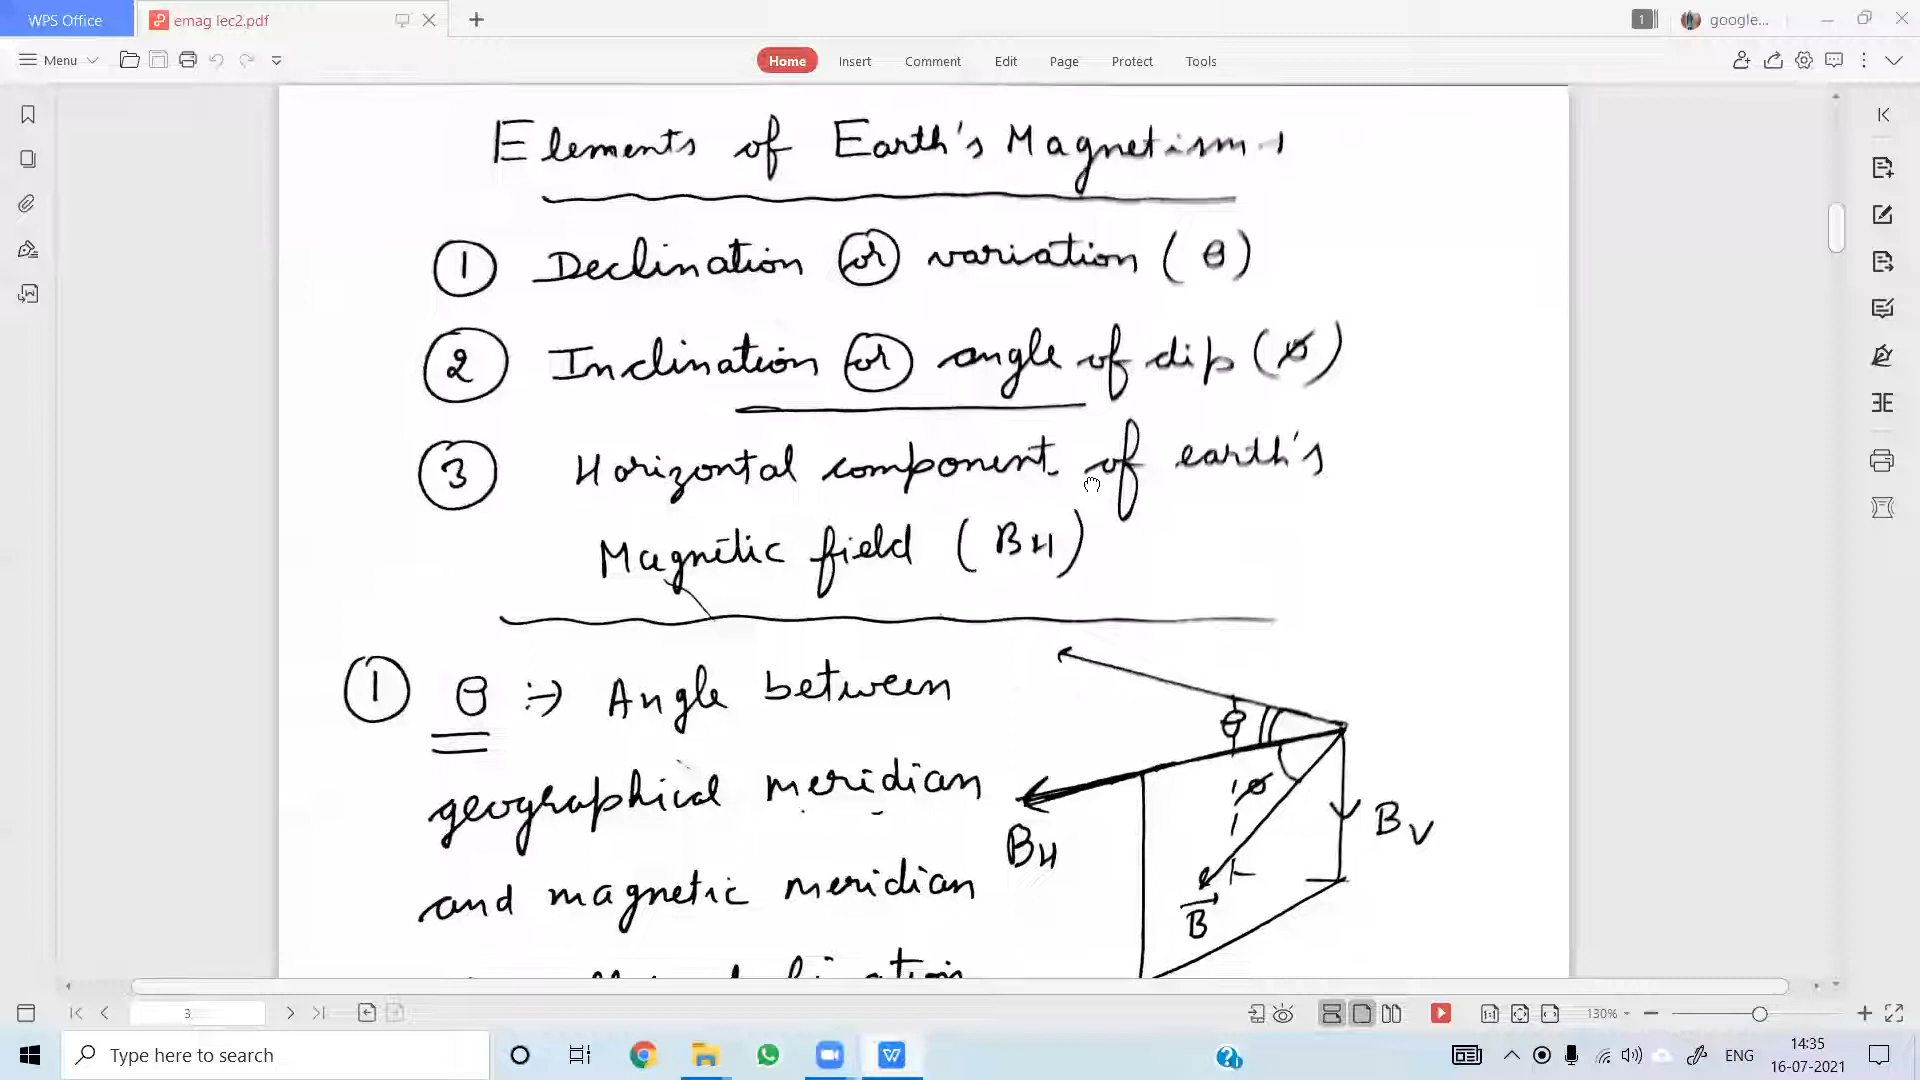 WPS Office
emag lec2.pdf
1
google...
Menu
Home
Insert
Comment
Edit
Page
Protect
Tools
Elements of Earth's Magnetism
① Declination or variation (θ)
② Inclination or angle of dip (ø)
③ Horizontal component of earth's
Magnetic field (BH)
① θ :→ Angle between
geographical meridian
and magnetic meridian
θ
ø
BH
BV
B
3
130%
Type here to search
ENG
14:35
16-07-2021